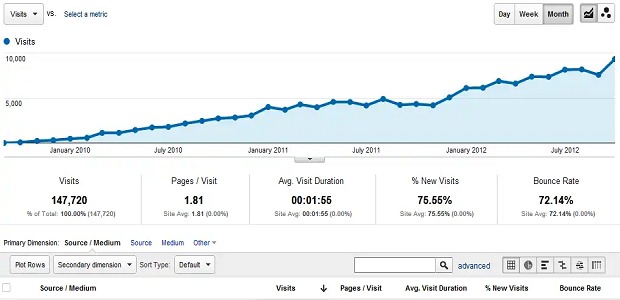 Visits vs. Select a metric Day Week Month
Visits
10,000
5,000
January 2010 July 2010 January 2011 July 2011 January 2012 July 2012
Visits Pages / Visit Avg. Visit Duration % New Visits Bounce Rate
147,720 1.81 00:01:55 75.55% 72.14%
% of Total: 100.00% (147,720) Site Avg: 1.81 (0.00%) Site Avg: 00:01:55 (0.00%) Site Avg: 75.55% (0.00%) Site Avg: 72.14% (0.00%)
Primary Dimension: Source / Medium Source Medium Other
Plot Rows Secondary dimension Sort Type: Default advanced
Source / Medium Visits Pages / Visit Avg. Visit Duration % New Visits Bounce Rate